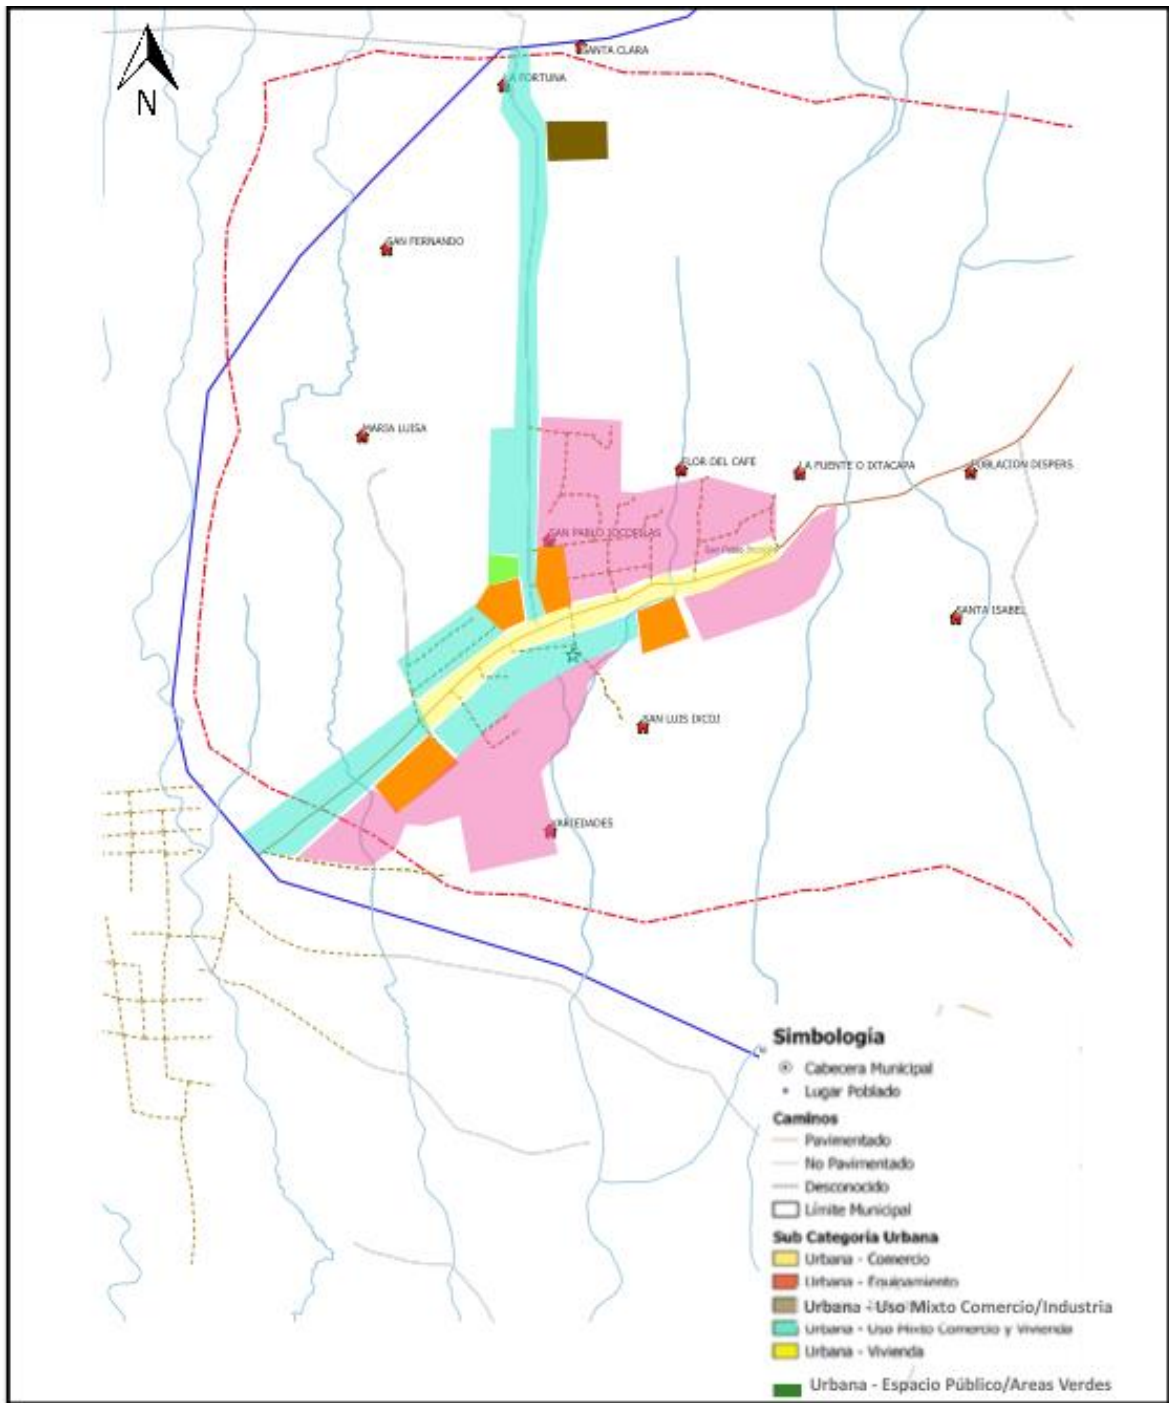 SANTA CLARA
LA FORTUNA
N
SAN FERNANDO
MARIA LUISA
FLOR DEL CAFE
LA FUENTE O IXTACAPA
POBLACION DISPERS
SAN PABLO JOCOPILAS
San Pablo
SANTA ISABEL
SAN LUIS IXCOJ
VARIEDADES
Simbología
Cabecera Municipal
Lugar Poblado
Caminos
Pavimentado
No Pavimentado
Desconocido
Límite Municipal
Sub Categoría Urbana
Urbana - Comercio
Urbana - Equipamiento
Urbana - Uso Mixto Comercio/Industria
Urbana - Uso Mixto Comercio y Vivienda
Urbana - Vivienda
Urbana - Espacio Público/Areas Verdes